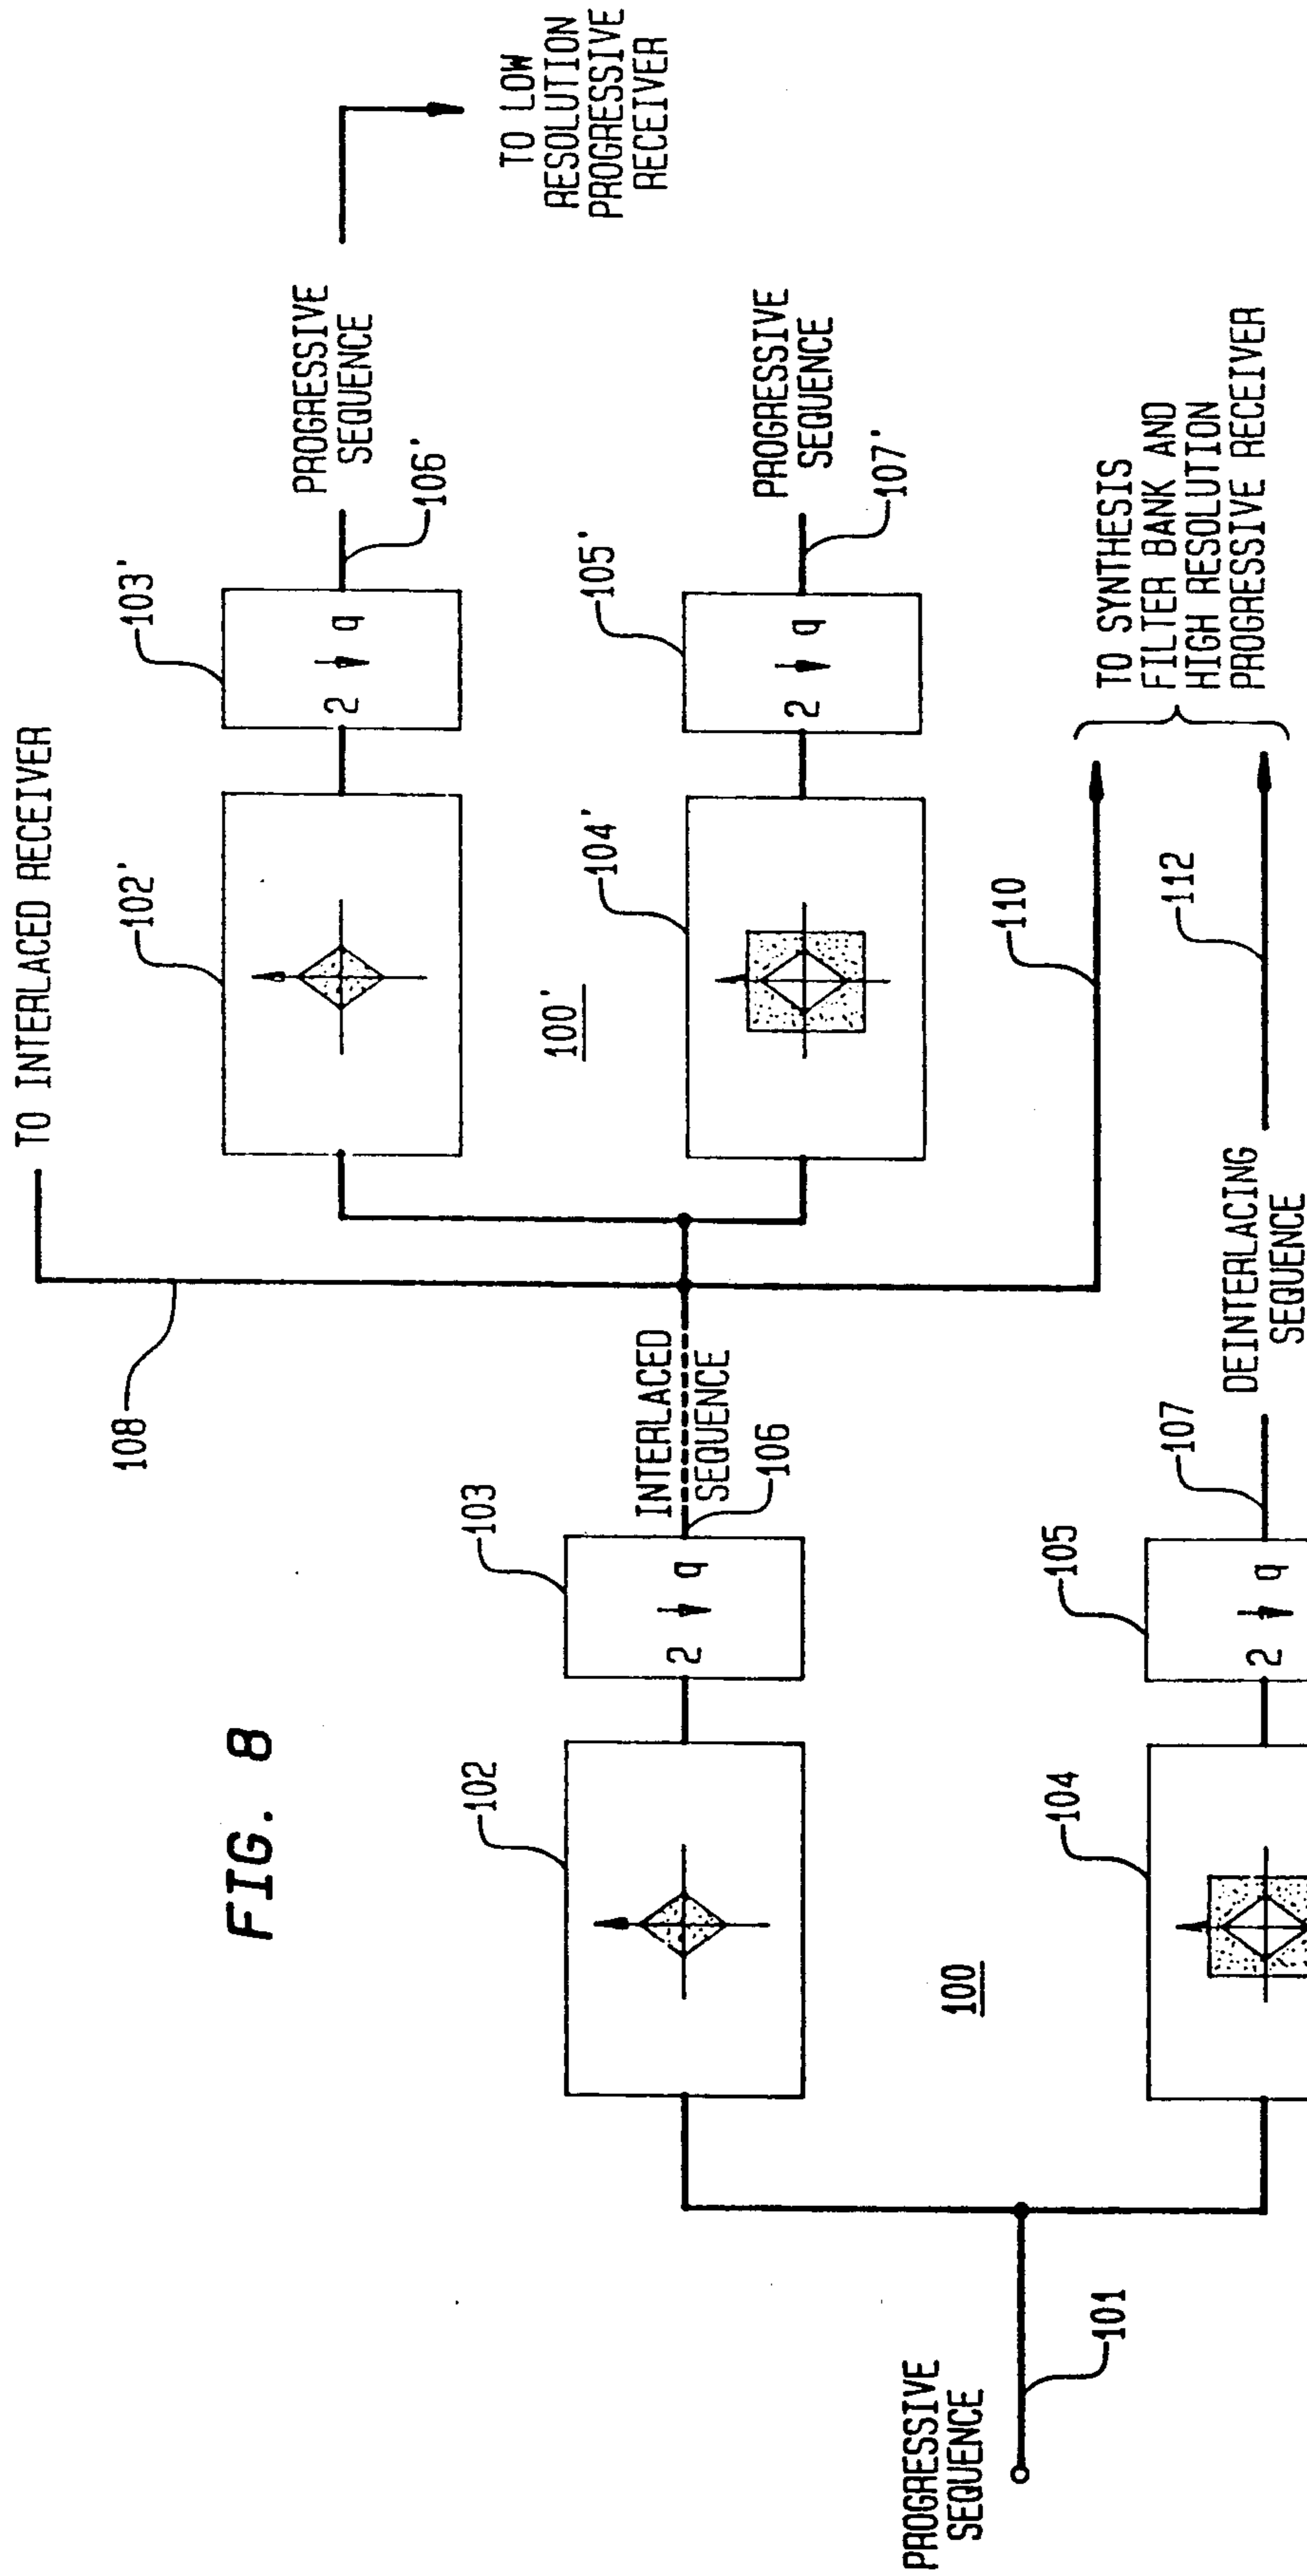 FIG. 8
PROGRESSIVE
SEQUENCE
101
100
102
103
2 ↓ q
104
105
2 ↓ q
INTERLACED
SEQUENCE
106
107
DEINTERLACING
SEQUENCE
108
TO INTERLACED RECEIVER
100'
102'
103'
2 ↓ q
104'
105'
2 ↓ q
PROGRESSIVE
SEQUENCE
106'
TO LOW
RESOLUTION
PROGRESSIVE
RECEIVER
PROGRESSIVE
SEQUENCE
107'
110
112
TO SYNTHESIS
FILTER BANK AND
HIGH RESOLUTION
PROGRESSIVE RECEIVER